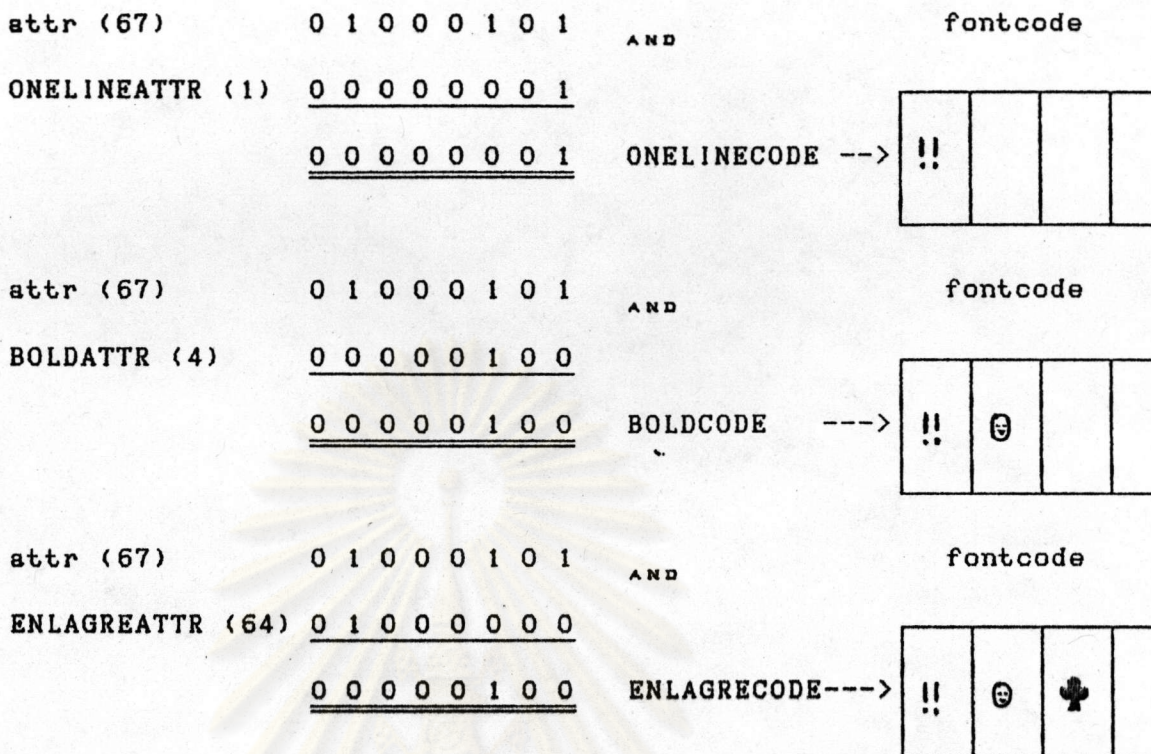 attr (67) 0 1 0 0 0 1 0 1 AND fontcode
ONELINEATTR (1) 0 0 0 0 0 0 0 1
0 0 0 0 0 0 0 1 ONELINECODE --> !!
attr (67) 0 1 0 0 0 1 0 1 AND fontcode
BOLDATTR (4) 0 0 0 0 0 1 0 0
0 0 0 0 0 1 0 0 BOLDCODE ---> !! ☺
attr (67) 0 1 0 0 0 1 0 1 AND fontcode
ENLAGREATTR (64) 0 1 0 0 0 0 0 0
0 0 0 0 0 1 0 0 ENLAGRECODE---> !! ☺ ♣